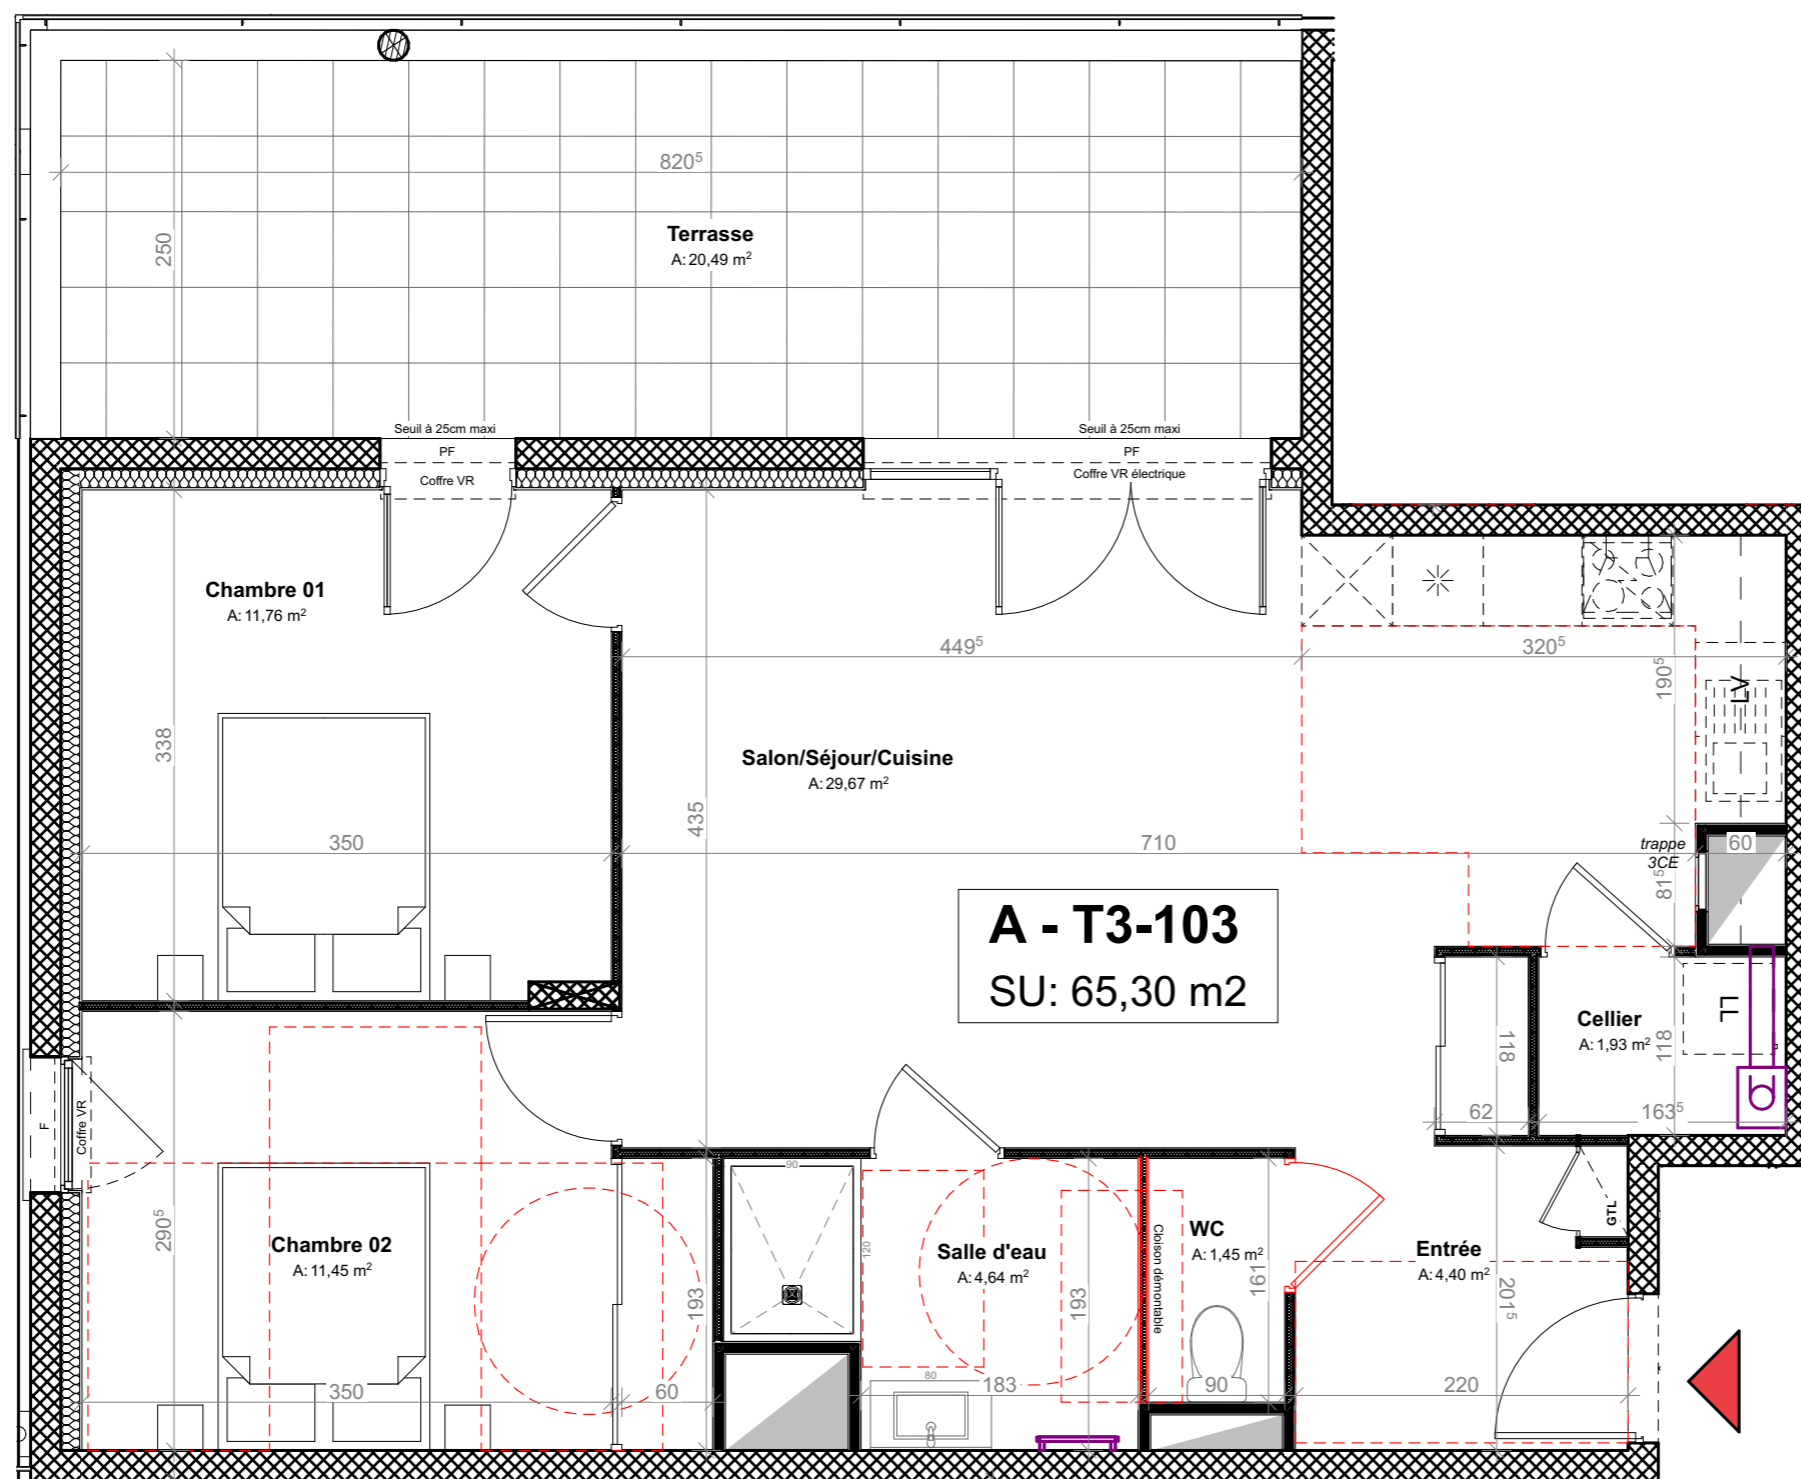 820⁵
250
Terrasse
A: 20,49 m²
Seuil à 25cm maxi
PF
Coffre VR
Seuil à 25cm maxi
PF
Coffre VR électrique
Chambre 01
A: 11,76 m²
449⁵
320⁵
190⁵
LV
338
Salon/Séjour/Cuisine
A: 29,67 m²
435
350
710
trappe
3CE
60
81⁵
A - T3-103
SU: 65,30 m2
Cellier
A: 1,93 m²
LL
118
118
62
163⁵
F
Coffre VR
90
120
GTL
290⁵
Chambre 02
A: 11,45 m²
193
Salle d'eau
A: 4,64 m²
193
Cloison démontable
WC
A: 1,45 m²
161
Entrée
A: 4,40 m²
201⁵
350
60
80
183
90
220